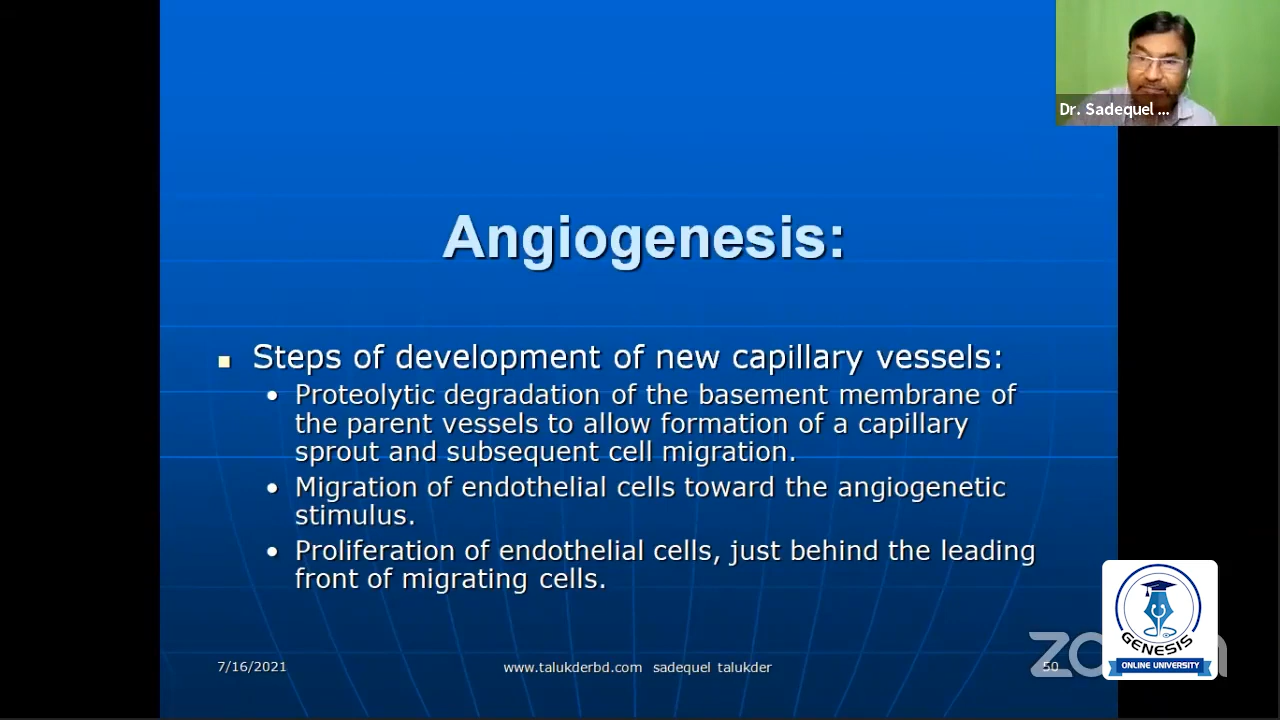 Dr. Sadequel ...
Angiogenesis:
Steps of development of new capillary vessels:
• Proteolytic degradation of the basement membrane of
the parent vessels to allow formation of a capillary
sprout and subsequent cell migration.
• Migration of endothelial cells toward the angiogenetic
stimulus.
• Proliferation of endothelial cells, just behind the leading
front of migrating cells.
7/16/2021
www.talukderbd.com sadequel talukder
50
GENESIS
ONLINE UNIVERSITY